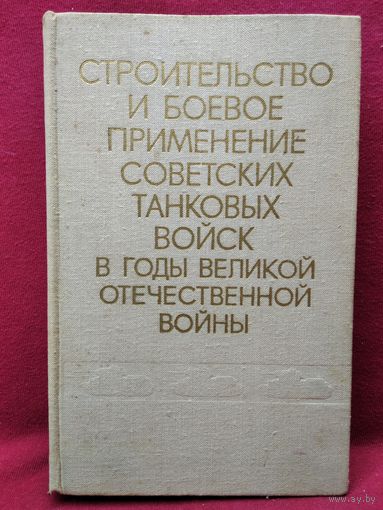 СТРОИТЕЛЬСТВО
И БОЕВОЕ
ПРИМЕНЕНИЕ
СОВЕТСКИХ
ТАНКОВЫХ
ВОЙСК
В ГОДЫ ВЕЛИКОЙ
ОТЕЧЕСТВЕННОЙ
ВОЙНЫ
ay.by